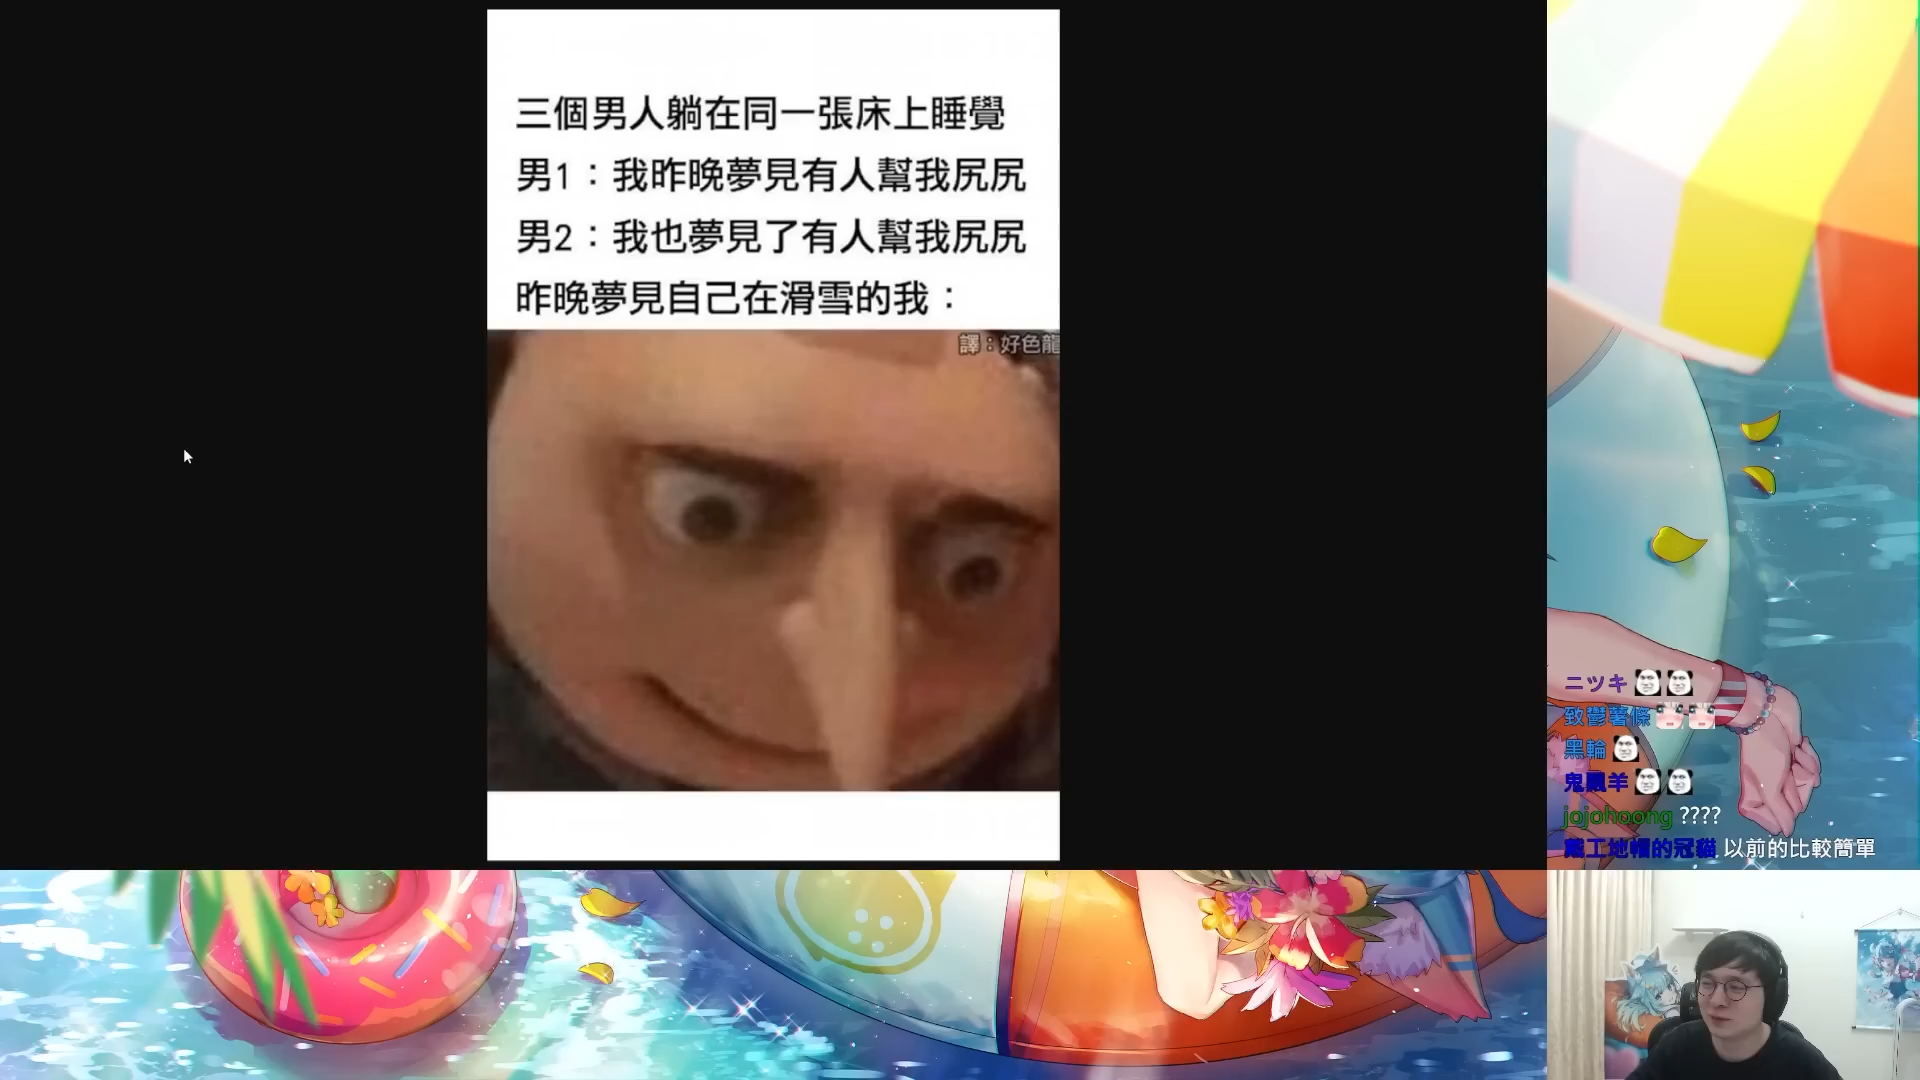 三個男人躺在同一張床上睡覺
男1：我昨晚夢見有人幫我尻尻
男2：我也夢見了有人幫我尻尻
昨晚夢見自己在滑雪的我：
譯：好色龍
ニツキ
致鬱薯條
黑輪
鬼飄羊
jojohoong ????
戴工地帽的冠貓 以前的比較簡單